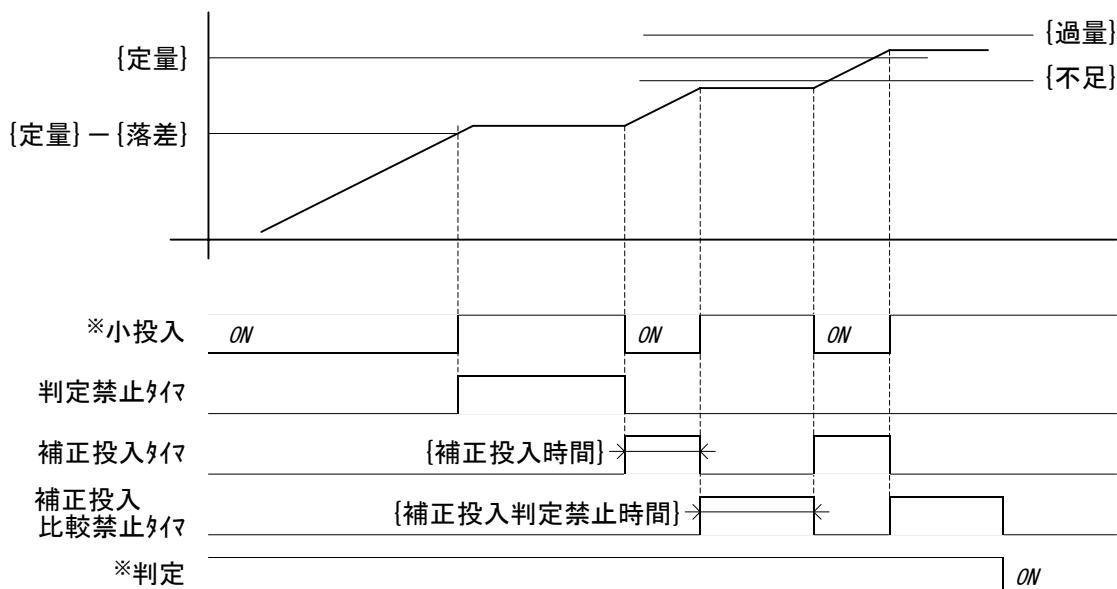 {過量}
{定量}
{不足}
{定量}－{落差}
※小投入
ON
ON
ON
判定禁止ﾀｲﾏ
補正投入ﾀｲﾏ
{補正投入時間}
補正投入
比較禁止ﾀｲﾏ
{補正投入判定禁止時間}
※判定
ON